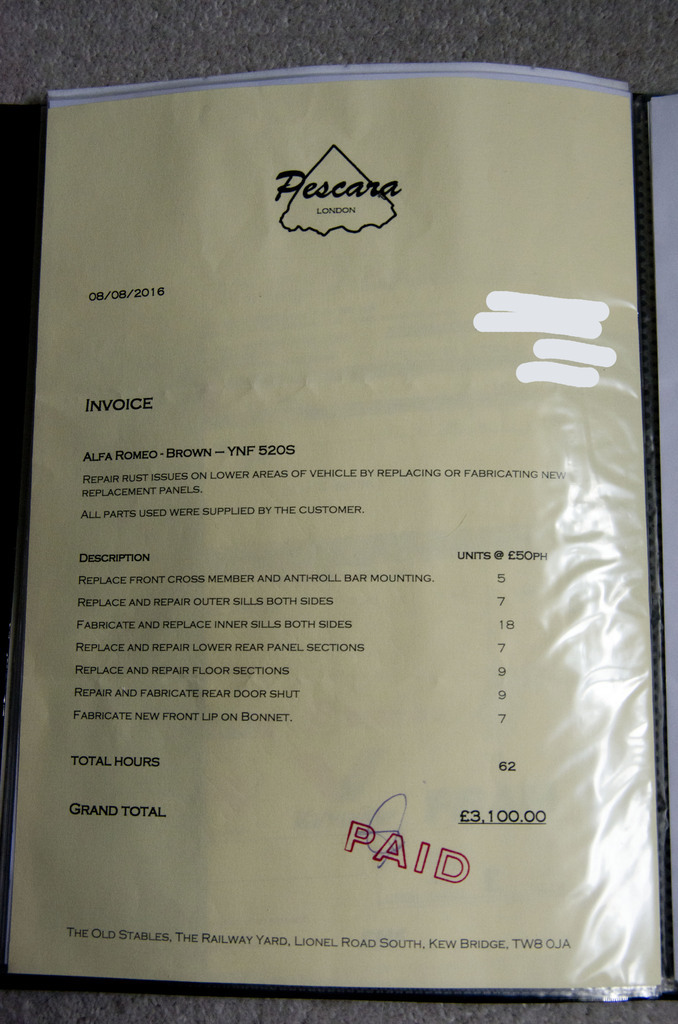 Pescara
LONDON
08/08/2016
INVOICE
ALFA ROMEO - BROWN – YNF 520S
REPAIR RUST ISSUES ON LOWER AREAS OF VEHICLE BY REPLACING OR FABRICATING NEW
REPLACEMENT PANELS.
ALL PARTS USED WERE SUPPLIED BY THE CUSTOMER.
DESCRIPTION UNITS @ £50PH
REPLACE FRONT CROSS MEMBER AND ANTI-ROLL BAR MOUNTING. 5
REPLACE AND REPAIR OUTER SILLS BOTH SIDES 7
FABRICATE AND REPLACE INNER SILLS BOTH SIDES 18
REPLACE AND REPAIR LOWER REAR PANEL SECTIONS 7
REPLACE AND REPAIR FLOOR SECTIONS 9
REPAIR AND FABRICATE REAR DOOR SHUT 9
FABRICATE NEW FRONT LIP ON BONNET. 7
TOTAL HOURS 62
GRAND TOTAL £3,100.00
PAID
THE OLD STABLES, THE RAILWAY YARD, LIONEL ROAD SOUTH, KEW BRIDGE, TW8 0JA